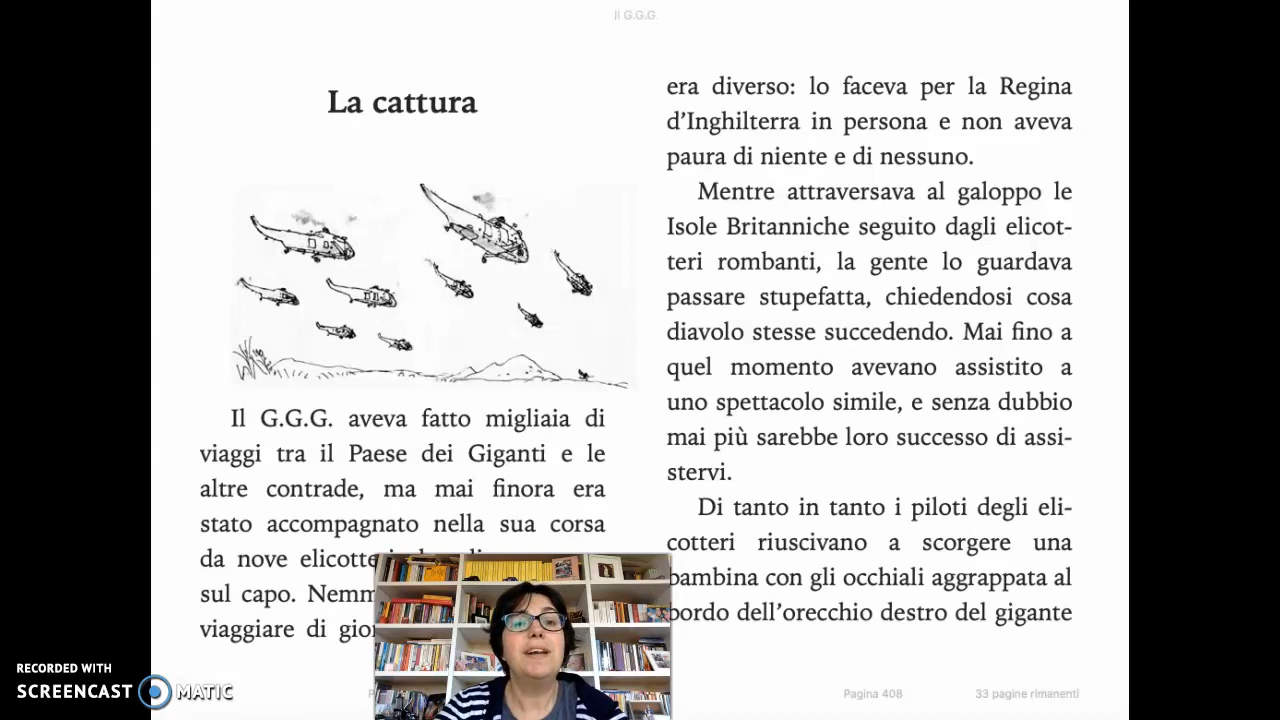 Il G.G.G.
La cattura
Il G.G.G. aveva fatto migliaia di
viaggi tra il Paese dei Giganti e le
altre contrade, ma mai finora era
stato accompagnato nella sua corsa
da nove
sul capo.
viaggiare di
era diverso: lo faceva per la Regina
d'Inghilterra in persona e non aveva
paura di niente e di nessuno.
Mentre attraversava al galoppo le
Isole Britanniche seguito dagli elicot-
teri rombanti, la gente lo guardava
passare stupefatta, chiedendosi cosa
diavolo stesse succedendo. Mai fino a
quel momento avevano assistito a
uno spettacolo simile, e senza dubbio
mai più sarebbe loro successo di assi-
stervi.
Di tanto in tanto i piloti degli eli-
cotteri riuscivano a scorgere una
bambina con gli occhiali aggrappata al
bordo dell'orecchio destro del gigante
Pagina 408
33 pagine rimanenti
RECORDED WITH
SCREENCAST MATIC